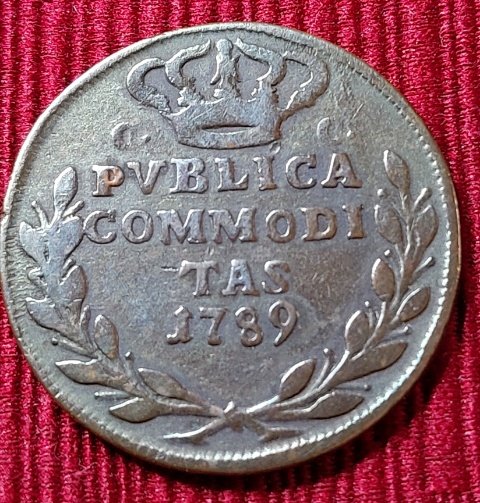 C. C.
PVBLICA
COMMODI
TAS
1789